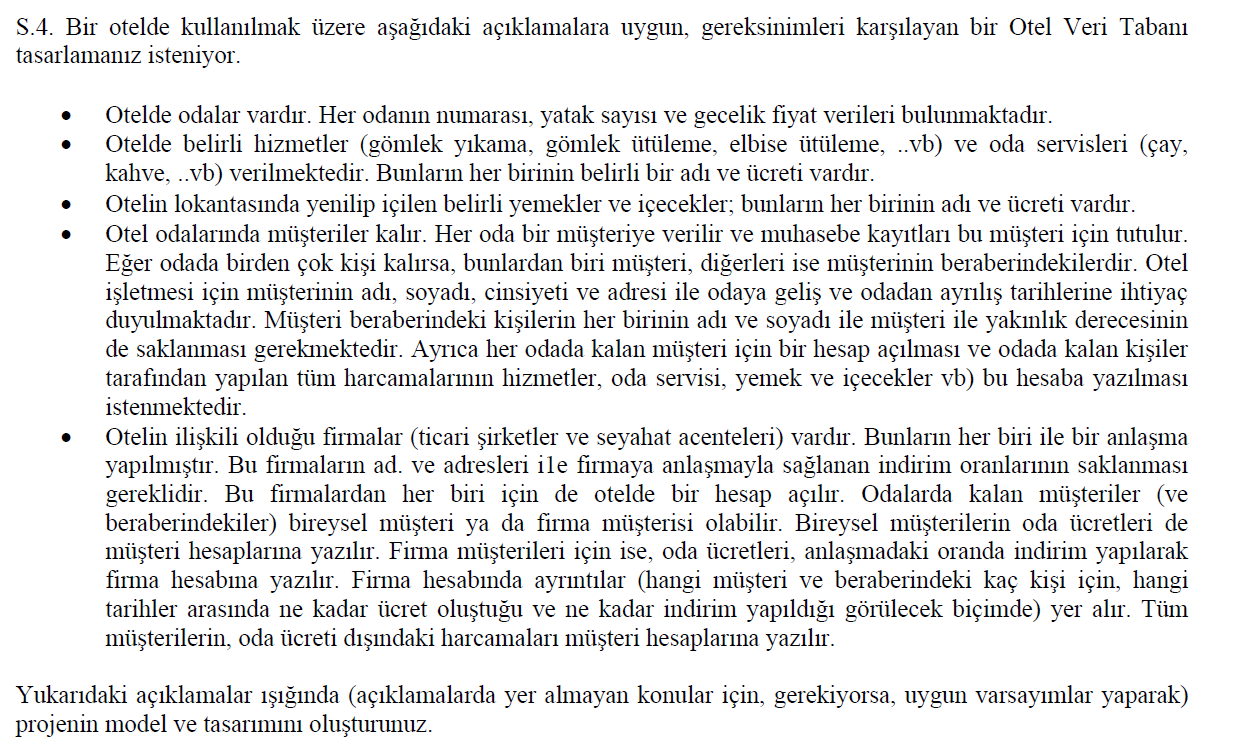 S.4. Bir otelde kullanılmak üzere aşağıdaki açıklamalara uygun, gereksinimleri karşılayan bir Otel Veri Tabanı
tasarlamanız isteniyor.
• Otelde odalar vardır. Her odanın numarası, yatak sayısı ve gecelik fiyat verileri bulunmaktadır.
• Otelde belirli hizmetler (gömlek yıkama, gömlek ütüleme, elbise ütüleme, ..vb) ve oda servisleri (çay,
kahve, ..vb) verilmektedir. Bunların her birinin belirli bir adı ve ücreti vardır.
• Otelin lokantasında yenilip içilen belirli yemekler ve içecekler; bunların her birinin adı ve ücreti vardır.
• Otel odalarında müşteriler kalır. Her oda bir müşteriye verilir ve muhasebe kayıtları bu müşteri için tutulur.
Eğer odada birden çok kişi kalırsa, bunlardan biri müşteri, diğerleri ise müşterinin beraberindekilerdir. Otel
işletmesi için müşterinin adı, soyadı, cinsiyeti ve adresi ile odaya geliş ve odadan ayrılış tarihlerine ihtiyaç
duyulmaktadır. Müşteri beraberindeki kişilerin her birinin adı ve soyadı ile müşteri ile yakınlık derecesinin
de saklanması gerekmektedir. Ayrıca her odada kalan müşteri için bir hesap açılması ve odada kalan kişiler
tarafından yapılan tüm harcamalarının hizmetler, oda servisi, yemek ve içecekler vb) bu hesaba yazılması
istenmektedir.
• Otelin ilişkili olduğu firmalar (ticari şirketler ve seyahat acenteleri) vardır. Bunların her biri ile bir anlaşma
yapılmıştır. Bu firmaların ad. ve adresleri i1e firmaya anlaşmayla sağlanan indirim oranlarının saklanması
gereklidir. Bu firmalardan her biri için de otelde bir hesap açılır. Odalarda kalan müşteriler (ve
beraberindekiler) bireysel müşteri ya da firma müşterisi olabilir. Bireysel müşterilerin oda ücretleri de
müşteri hesaplarına yazılır. Firma müşterileri için ise, oda ücretleri, anlaşmadaki oranda indirim yapılarak
firma hesabına yazılır. Firma hesabında ayrıntılar (hangi müşteri ve beraberindeki kaç kişi için, hangi
tarihler arasında ne kadar ücret oluştuğu ve ne kadar indirim yapıldığı görülecek biçimde) yer alır. Tüm
müşterilerin, oda ücreti dışındaki harcamaları müşteri hesaplarına yazılır.
Yukarıdaki açıklamalar ışığında (açıklamalarda yer almayan konular için, gerekiyorsa, uygun varsayımlar yaparak)
projenin model ve tasarımını oluşturunuz.